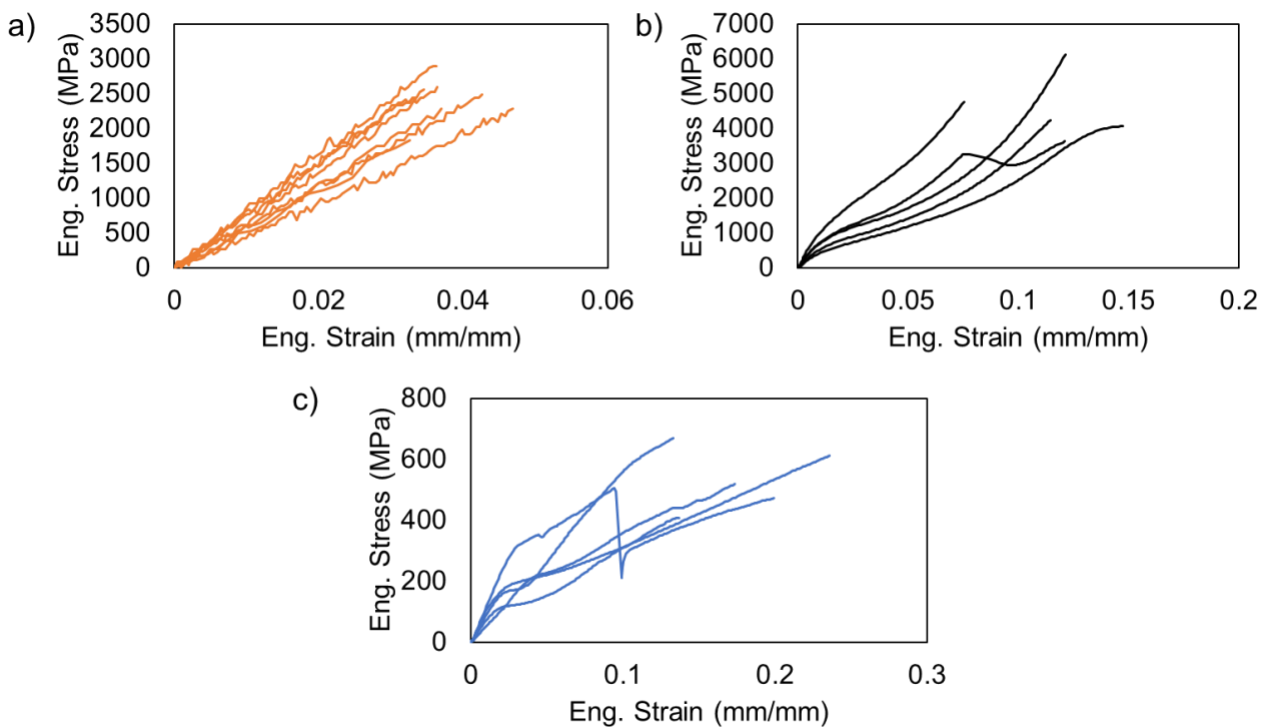 a)
Eng. Stress (MPa)
3500
3000
2500
2000
1500
1000
500
0
0 0.02 0.04 0.06
Eng. Strain (mm/mm)
b)
Eng. Stress (MPa)
7000
6000
5000
4000
3000
2000
1000
0
0 0.05 0.1 0.15 0.2
Eng. Strain (mm/mm)
c)
Eng. Stress (MPa)
800
600
400
200
0
0 0.1 0.2 0.3
Eng. Strain (mm/mm)